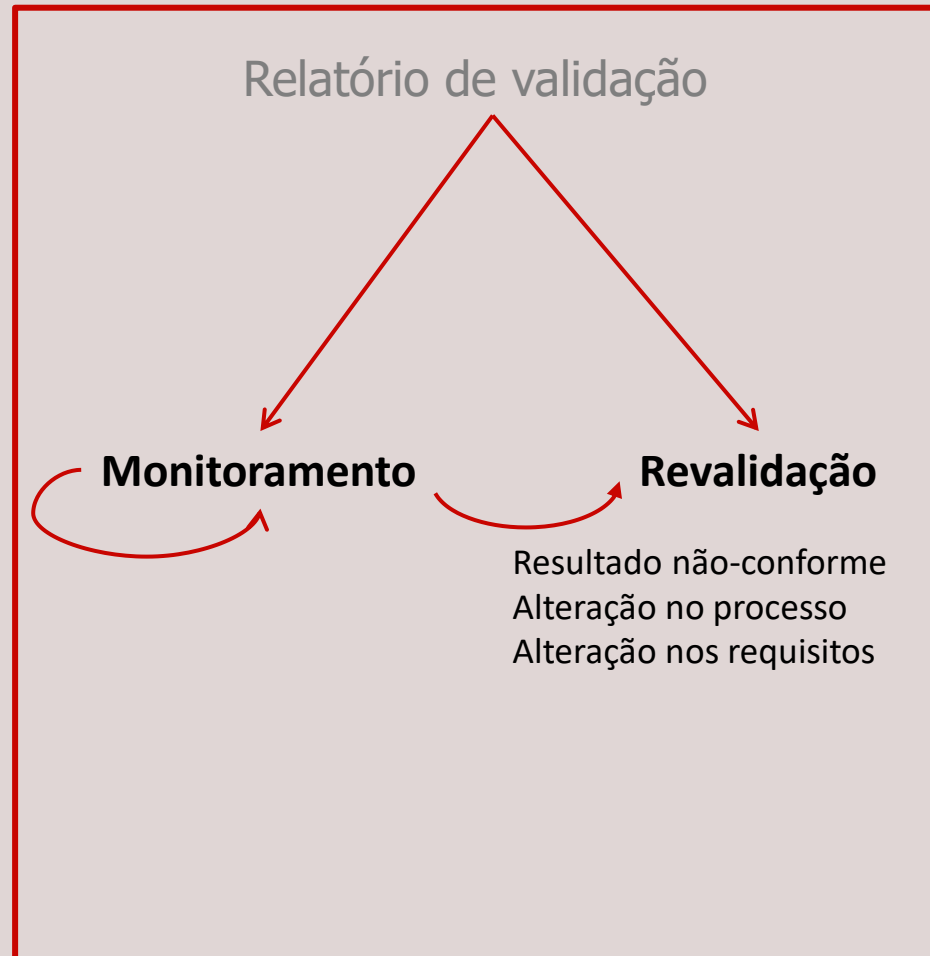 Relatório de validação
Monitoramento
Revalidação
Resultado não-conforme
Alteração no processo
Alteração nos requisitos